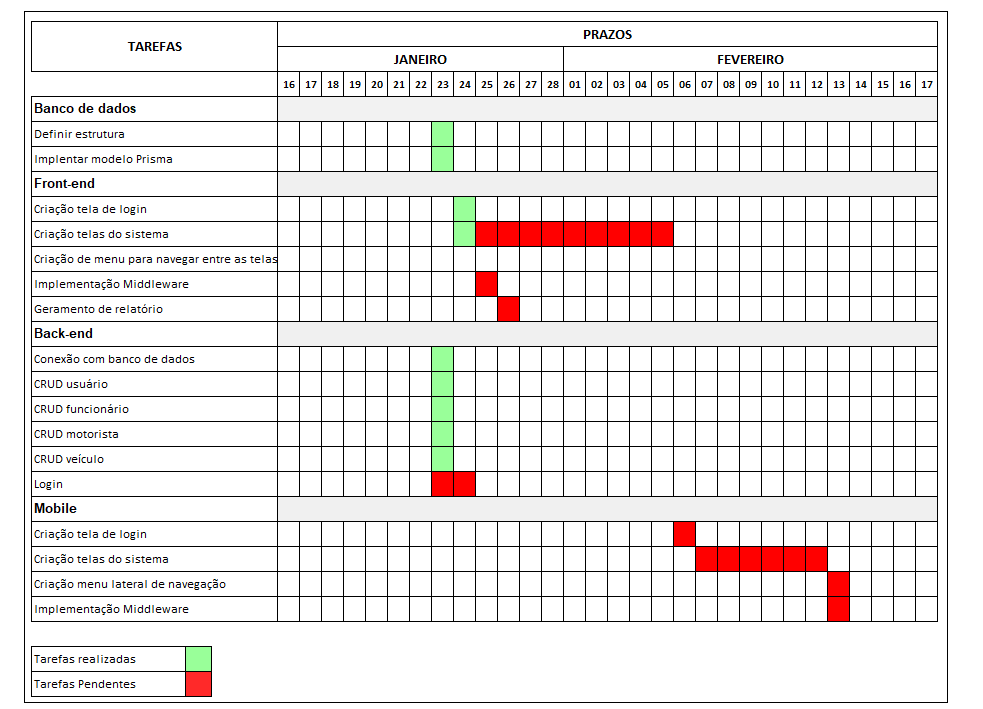 TAREFAS
PRAZOS
JANEIRO FEVEREIRO
16 17 18 19 20 21 22 23 24 25 26 27 28 01 02 03 04 05 06 07 08 09 10 11 12 13 14 15 16 17
Banco de dados
Definir estrutura
Implentar modelo Prisma
Front-end
Criação tela de login
Criação telas do sistema
Criação de menu para navegar entre as telas
Implementação Middleware
Geramento de relatório
Back-end
Conexão com banco de dados
CRUD usuário
CRUD funcionário
CRUD motorista
CRUD veículo
Login
Mobile
Criação tela de login
Criação telas do sistema
Criação menu lateral de navegação
Implementação Middleware
Tarefas realizadas
Tarefas Pendentes